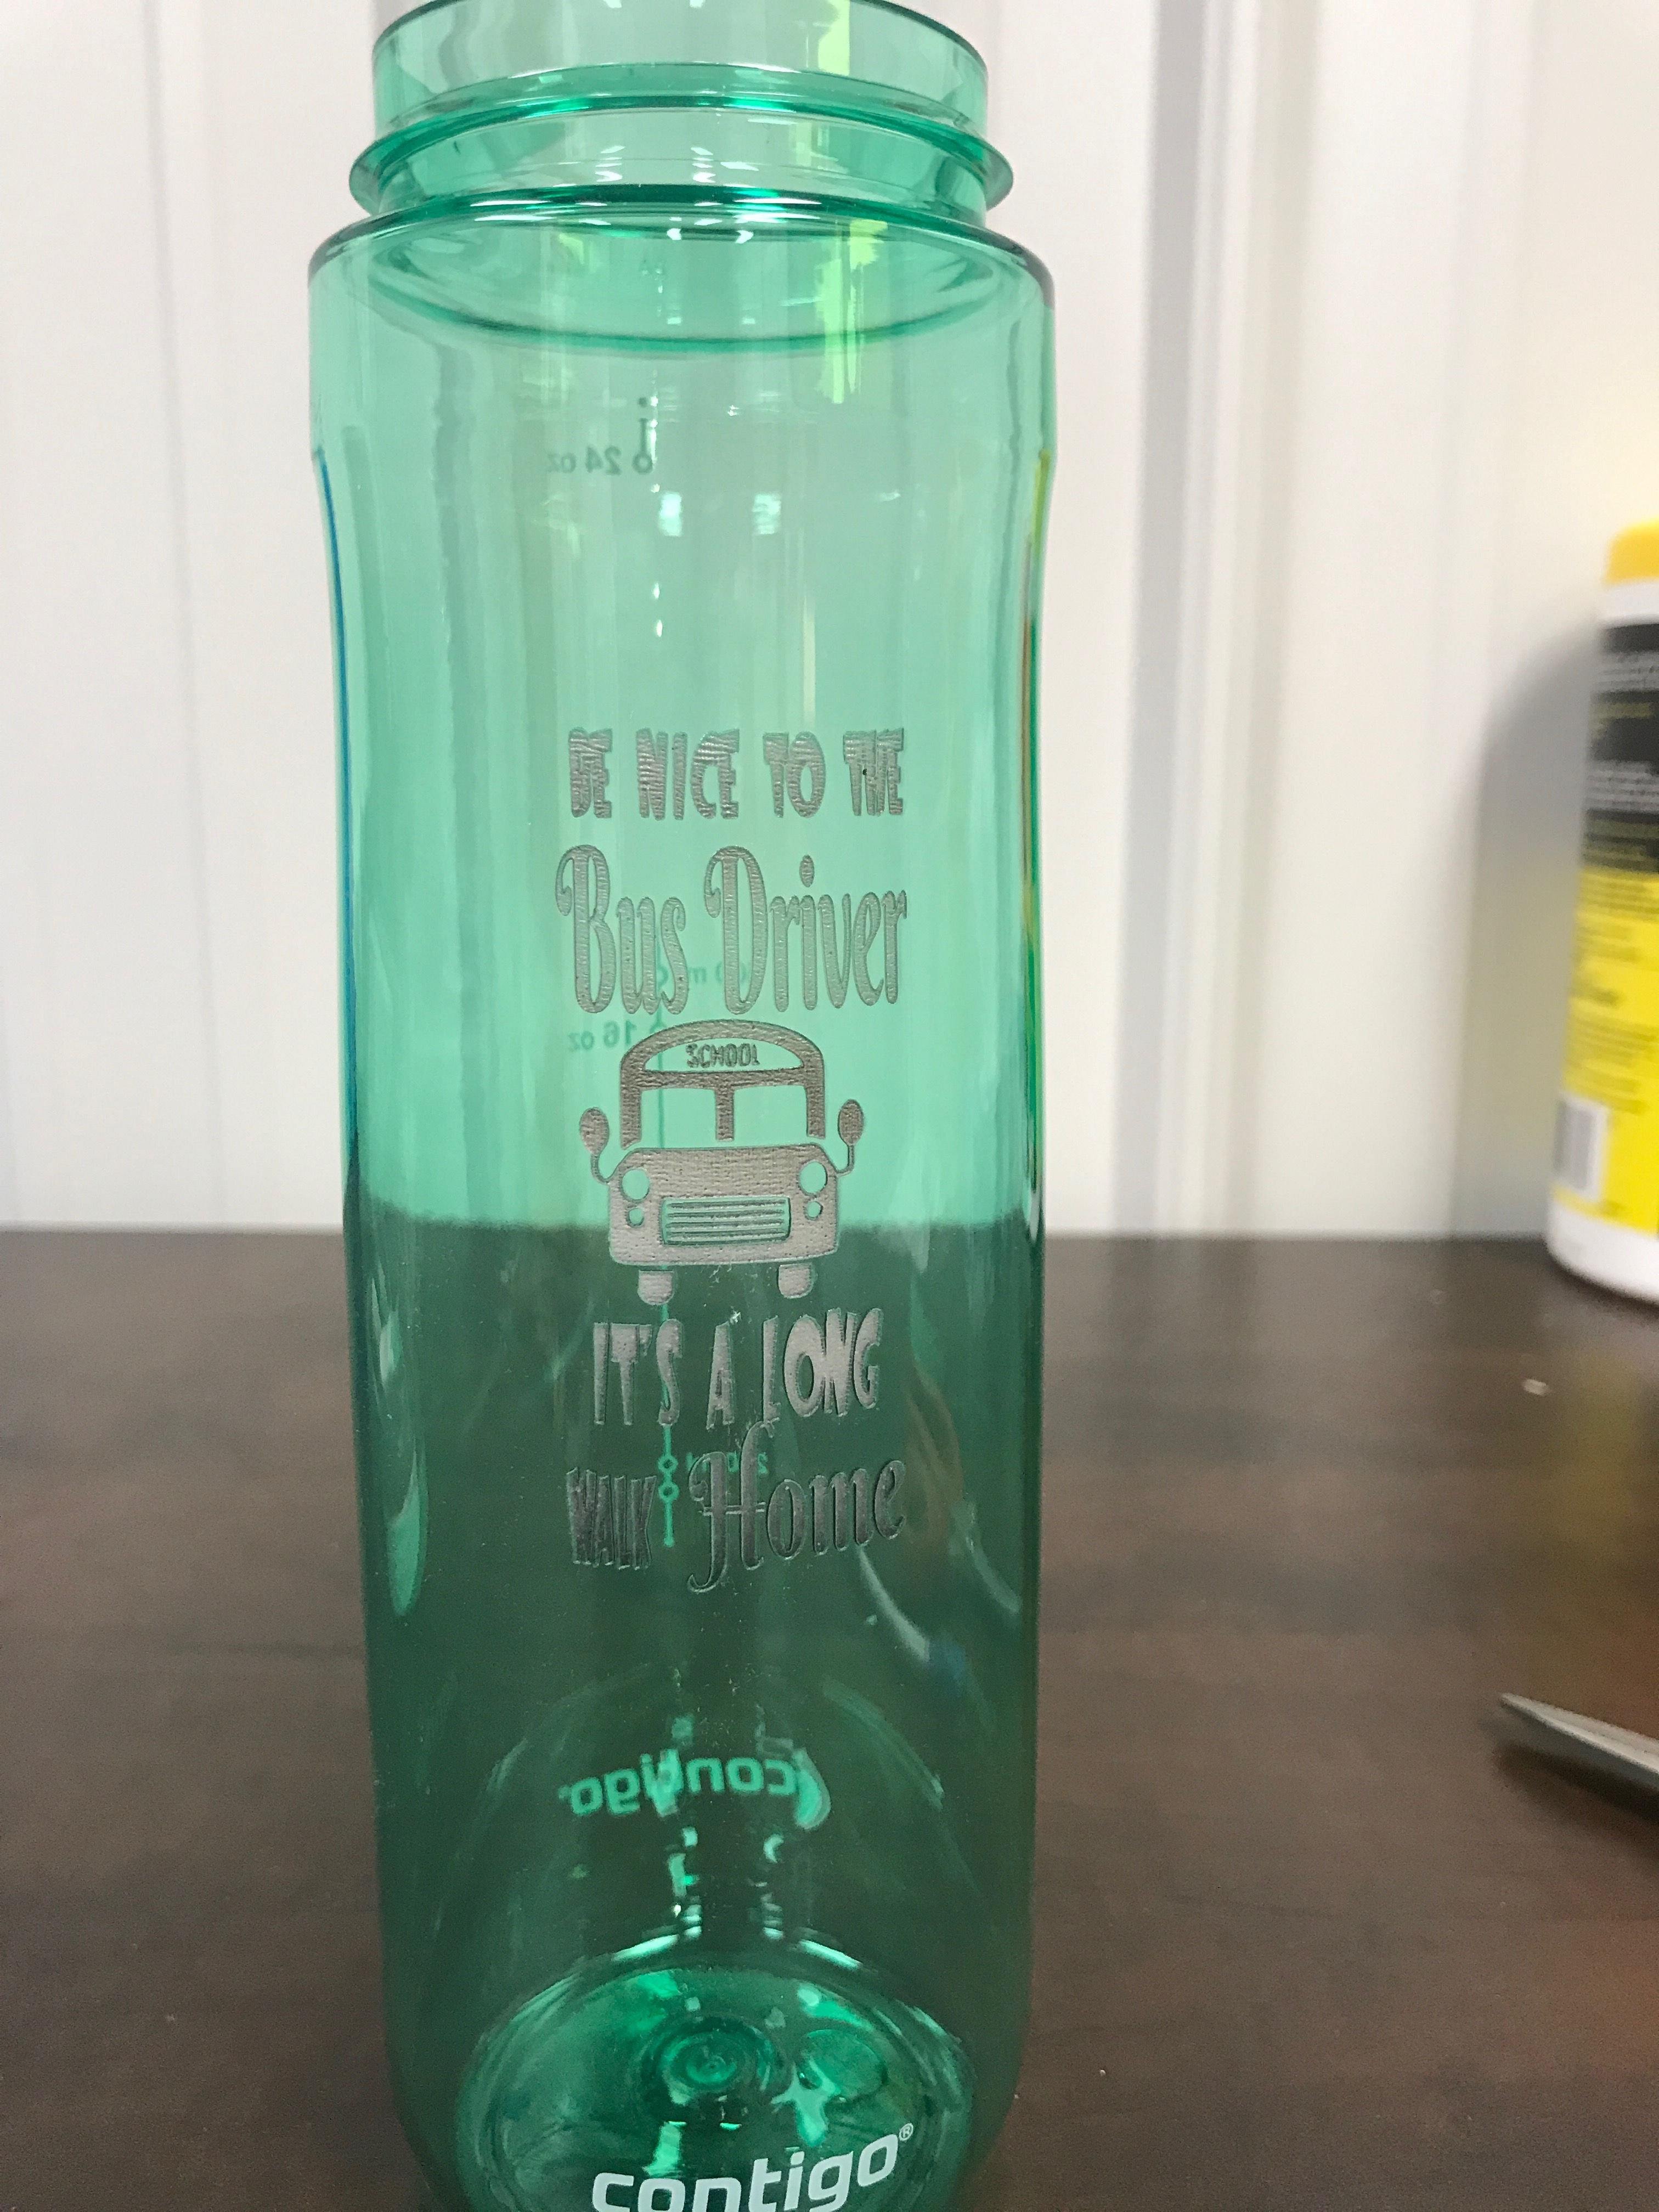 24 oz
BE NICE TO THE
Bus Driver
16 oz
SCHOOL
IT'S A LONG
WALK Home
contigo
contigo®